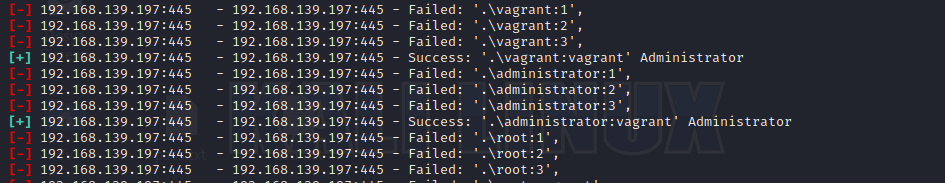 [-] 192.168.139.197:445   - 192.168.139.197:445 - Failed: '.\vagrant:1',
[-] 192.168.139.197:445   - 192.168.139.197:445 - Failed: '.\vagrant:2',
[-] 192.168.139.197:445   - 192.168.139.197:445 - Failed: '.\vagrant:3',
[+] 192.168.139.197:445   - 192.168.139.197:445 - Success: '.\vagrant:vagrant' Administrator
[-] 192.168.139.197:445   - 192.168.139.197:445 - Failed: '.\administrator:1',
[-] 192.168.139.197:445   - 192.168.139.197:445 - Failed: '.\administrator:2',
[-] 192.168.139.197:445   - 192.168.139.197:445 - Failed: '.\administrator:3',
[+] 192.168.139.197:445   - 192.168.139.197:445 - Success: '.\administrator:vagrant' Administrator
[-] 192.168.139.197:445   - 192.168.139.197:445 - Failed: '.\root:1',
[-] 192.168.139.197:445   - 192.168.139.197:445 - Failed: '.\root:2',
[-] 192.168.139.197:445   - 192.168.139.197:445 - Failed: '.\root:3',